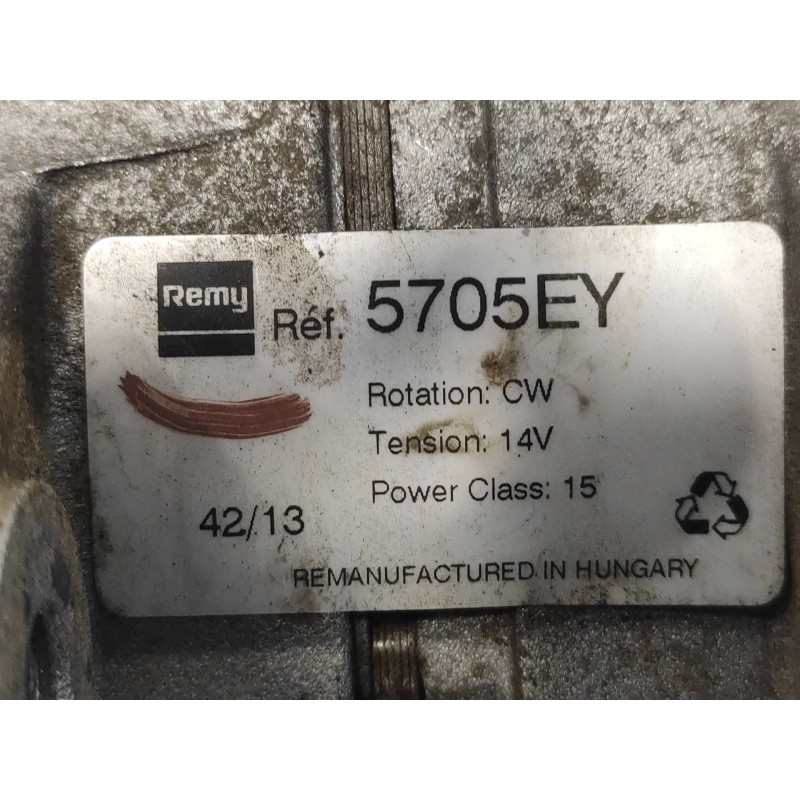 Remy
Réf. 5705EY
Rotation: CW
Tension: 14V
Power Class: 15
42/13
REMANUFACTURED IN HUNGARY